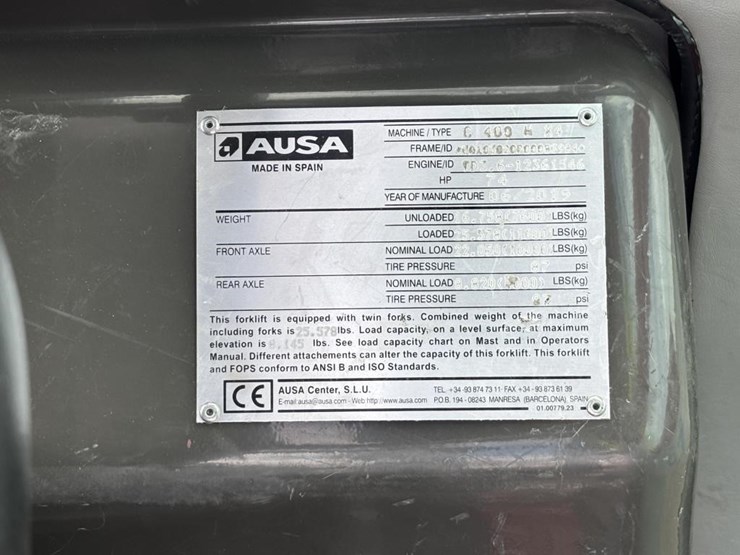 AUSA
MADE IN SPAIN
MACHINE / TYPE C 400 H
FRAME/ID
ENGINE/ID
HP
YEAR OF MANUFACTURE
WEIGHT UNLOADED LBS(kg)
LOADED LBS(kg)
FRONT AXLE NOMINAL LOAD LBS(kg)
TIRE PRESSURE psi
REAR AXLE NOMINAL LOAD LBS(kg)
TIRE PRESSURE psi
This forklift is equipped with twin forks. Combined weight of the machine
including forks is 25.578 lbs. Load capacity, on a level surface, at maximum
elevation is lbs. See load capacity chart on Mast and in Operators
Manual. Different attachements can alter the capacity of this forklift. This forklift
and FOPS conform to ANSI B and ISO Standards.
CE
AUSA Center, S.L.U. TEL. +34-93 874 73 11· FAX +34-93 873 61 39
E-mail:ausa@ausa.com - Web:http://www.ausa.com P.O.B. 194 - 08243 MANRESA (BARCELONA), SPAIN
01.00779.23